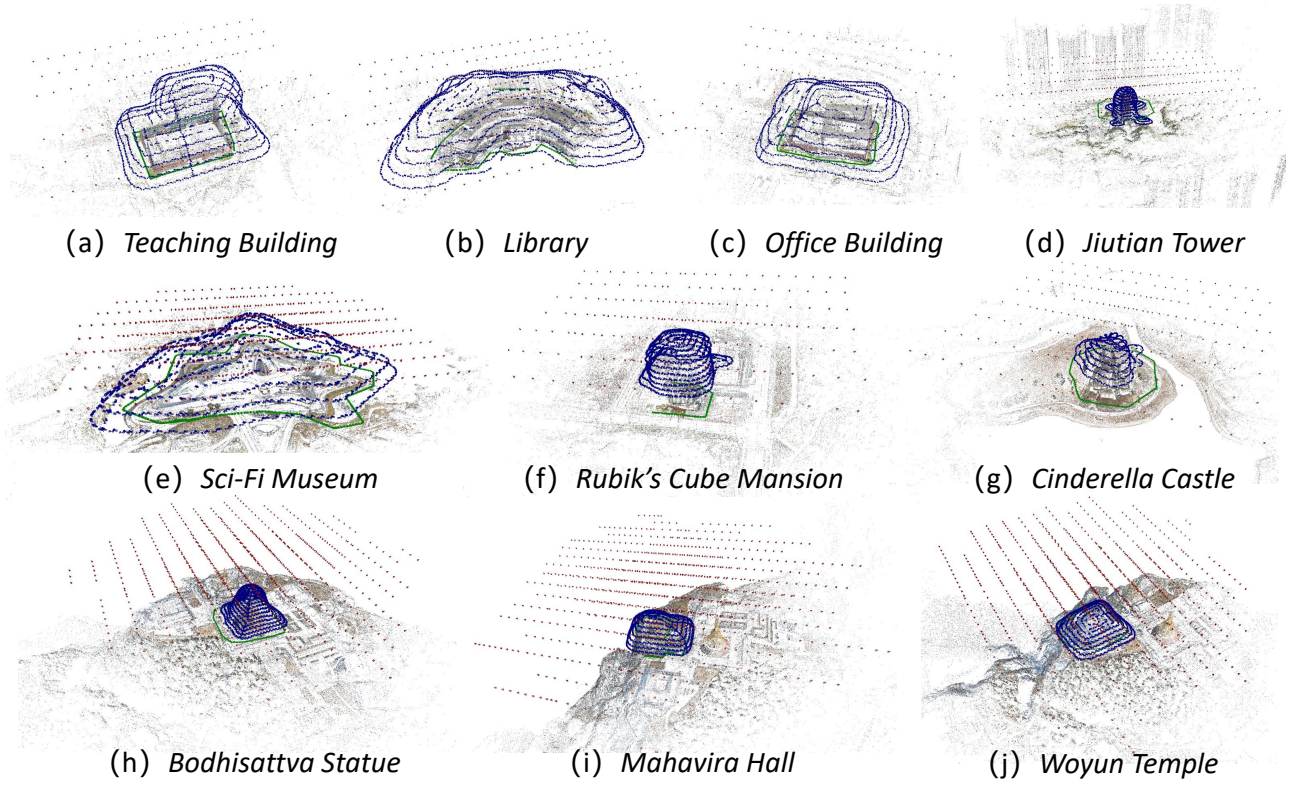 (a) Teaching Building
(b) Library
(c) Office Building
(d) Jiutian Tower
(e) Sci-Fi Museum
(f) Rubik's Cube Mansion
(g) Cinderella Castle
(h) Bodhisattva Statue
(i) Mahavira Hall
(j) Woyun Temple